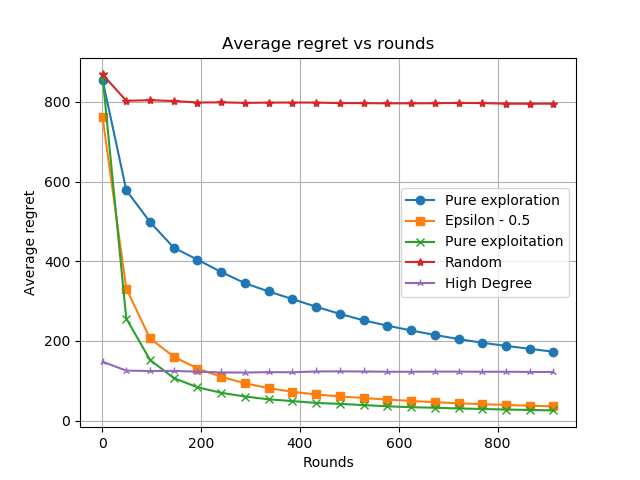 Average regret vs rounds
Average regret
800
600
400
200
0
Pure exploration
Epsilon - 0.5
Pure exploitation
Random
High Degree
0 200 400 600 800
Rounds